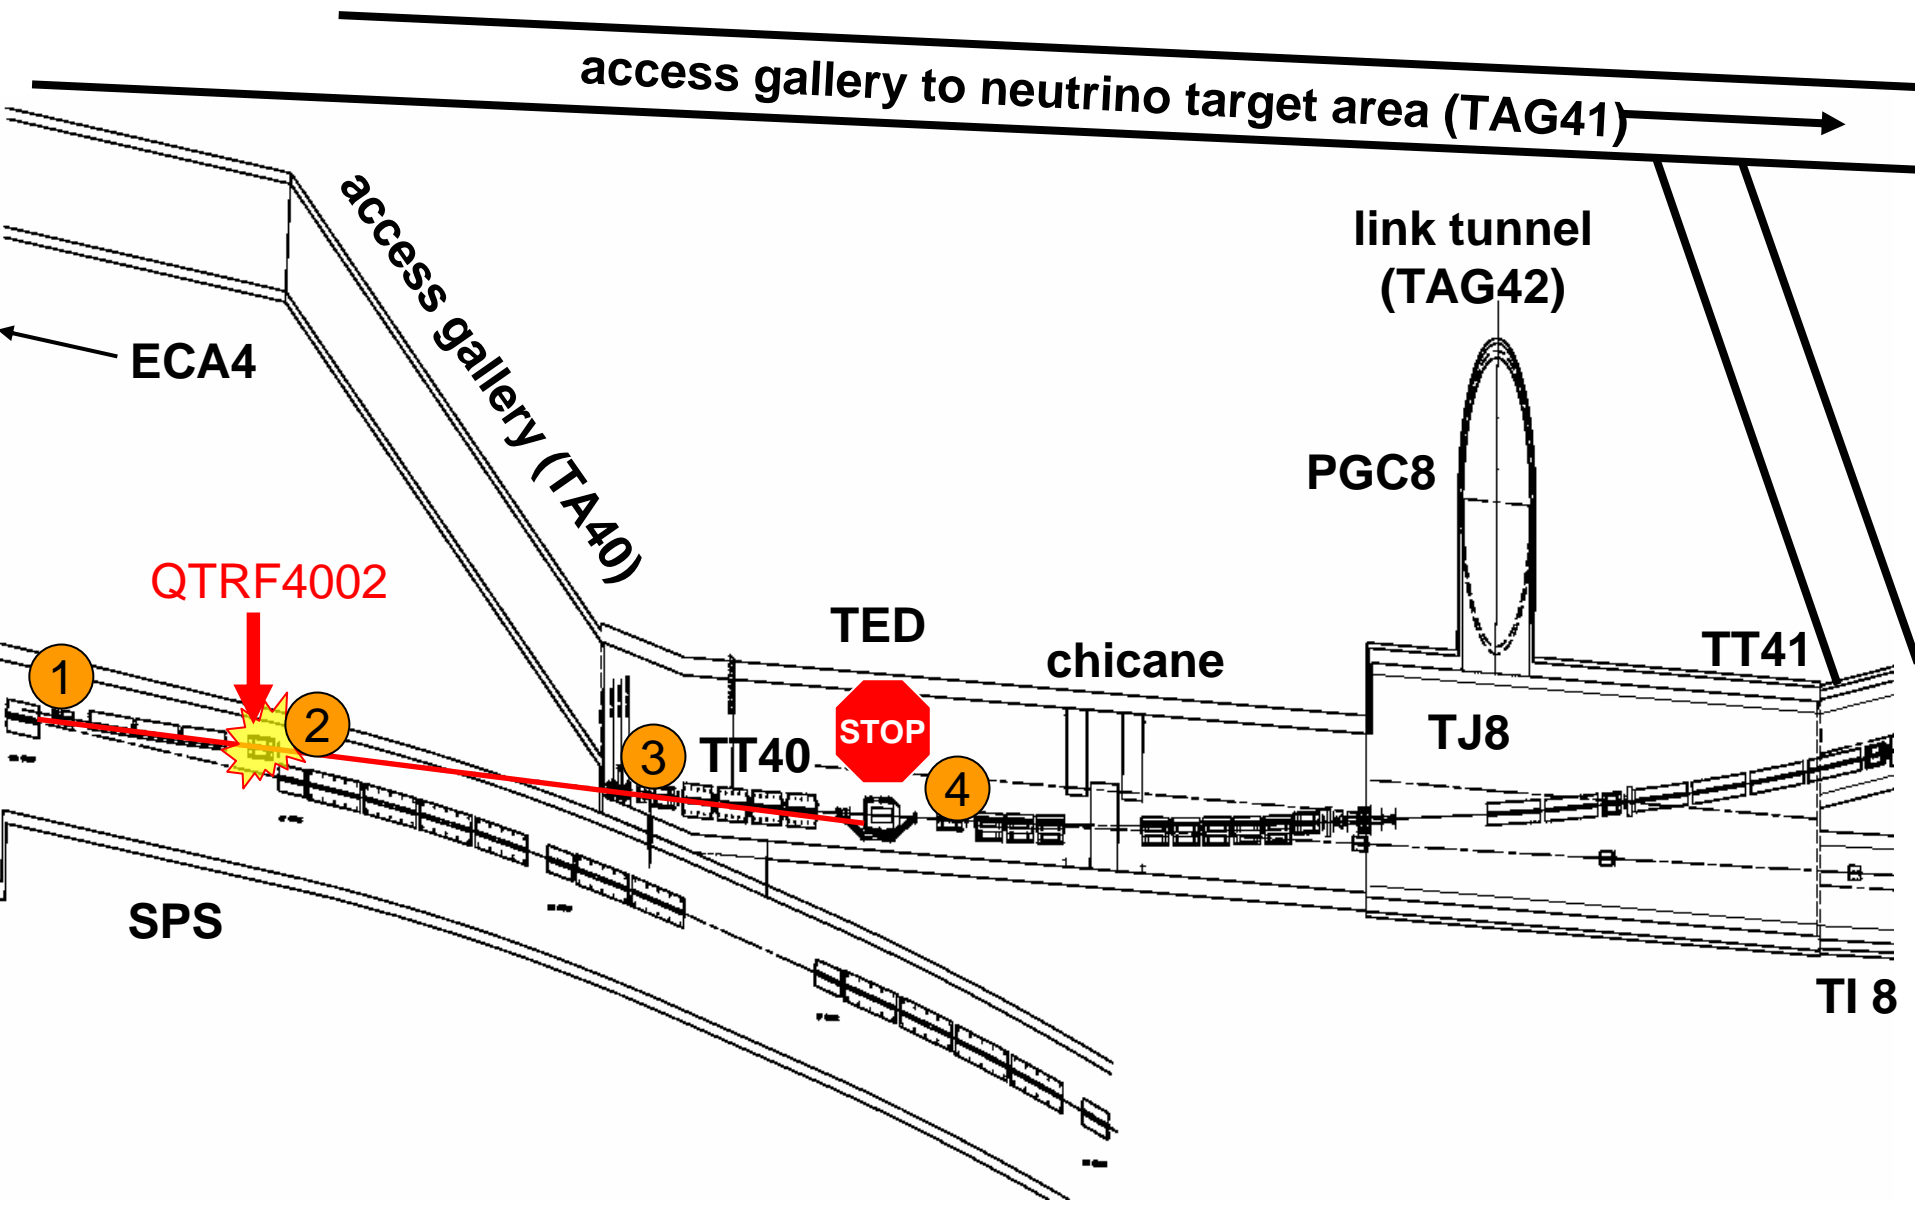 access gallery to neutrino target area (TAG41)
access gallery (TA40)
link tunnel
(TAG42)
ECA4
PGC8
QTRF4002
TED
chicane
TT41
1
2
3
TT40
STOP
4
TJ8
SPS
TI 8